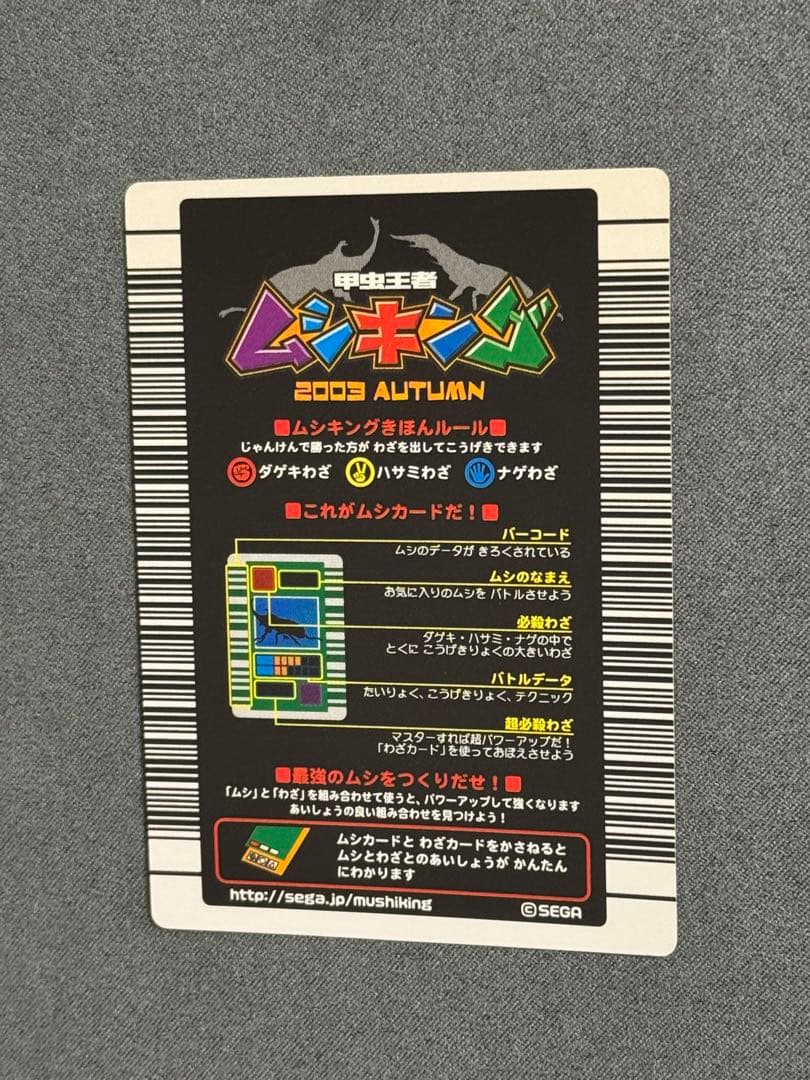 甲虫王者
ムシキング
2003 AUTUMN
■ムシキングきほんルール■
じゃんけんで勝った方が わざを出してこうげきできます
ダゲキわざ ハサミわざ ナゲわざ
■これがムシカードだ！■
バーコード
ムシのデータが きろくされている
ムシのなまえ
お気に入りのムシを バトルさせよう
必殺わざ
ダゲキ・ハサミ・ナゲの中で
とくに こうげきりょくの大きいわざ
バトルデータ
たいりょく、こうげきりょく、テクニック
超必殺わざ
マスターすれば超パワーアップだ！
「わざカード」を使っておぼえさせよう
■最強のムシをつくりだせ！■
「ムシ」と「わざ」を組み合わせて使うと、パワーアップして強くなります
あいしょうの良い組み合わせを見つけよう！
ムシカードと わざカードをかさねると
ムシとわざとのあいしょうが かんたん
にわかります
http://sega.jp/mushiking
©SEGA